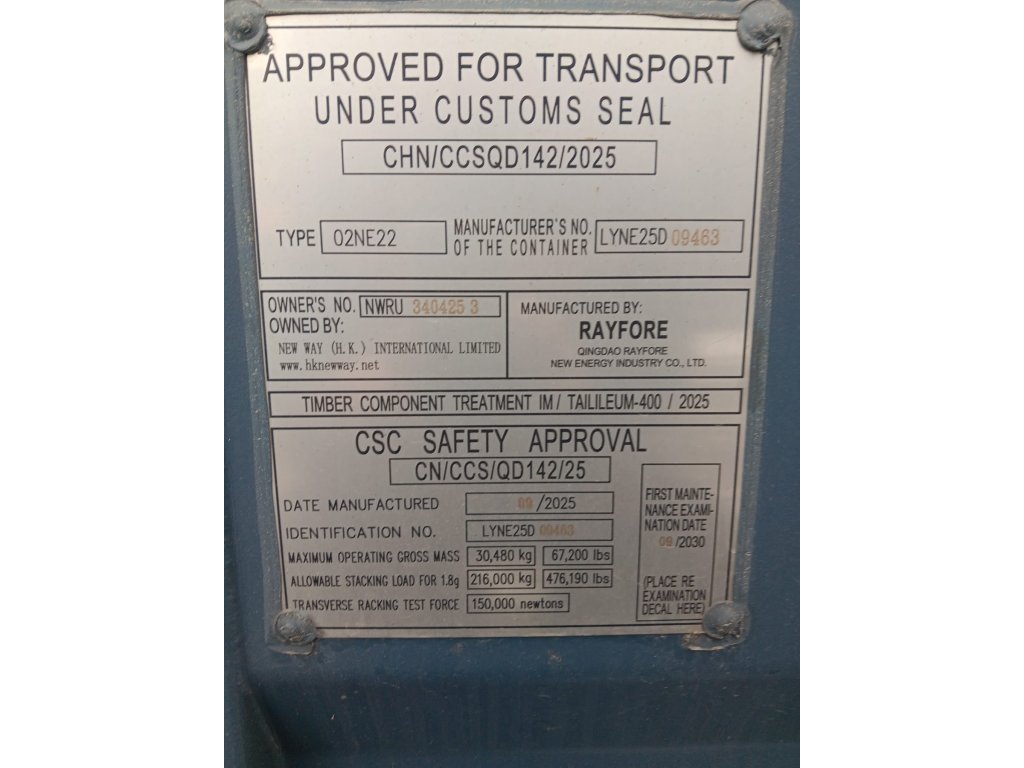 APPROVED FOR TRANSPORT
UNDER CUSTOMS SEAL
CHN/CCSQD142/2025
TYPE 02NE22
MANUFACTURER'S NO.
OF THE CONTAINER
LYNE25D 09463
OWNER'S NO. NWRU 340425 3
OWNED BY:
NEW WAY (H.K.) INTERNATIONAL LIMITED
www.hknewway.net
MANUFACTURED BY:
RAYFORE
QINGDAO RAYFORE
NEW ENERGY INDUSTRY CO., LTD.
TIMBER COMPONENT TREATMENT IM/ TAILILEUM-400 / 2025
CSC SAFETY APPROVAL
CN/CCS/QD142/25
DATE MANUFACTURED 09 /2025
IDENTIFICATION NO. LYNE25D 09463
MAXIMUM OPERATING GROSS MASS 30,480 kg 67,200 lbs
ALLOWABLE STACKING LOAD FOR 1.8g 216,000 kg 476,190 lbs
TRANSVERSE RACKING TEST FORCE 150,000 newtons
FIRST MAINTE-
NANCE EXAMI-
NATION DATE
09 /2030
(PLACE RE
EXAMINATION
DECAL HERE)